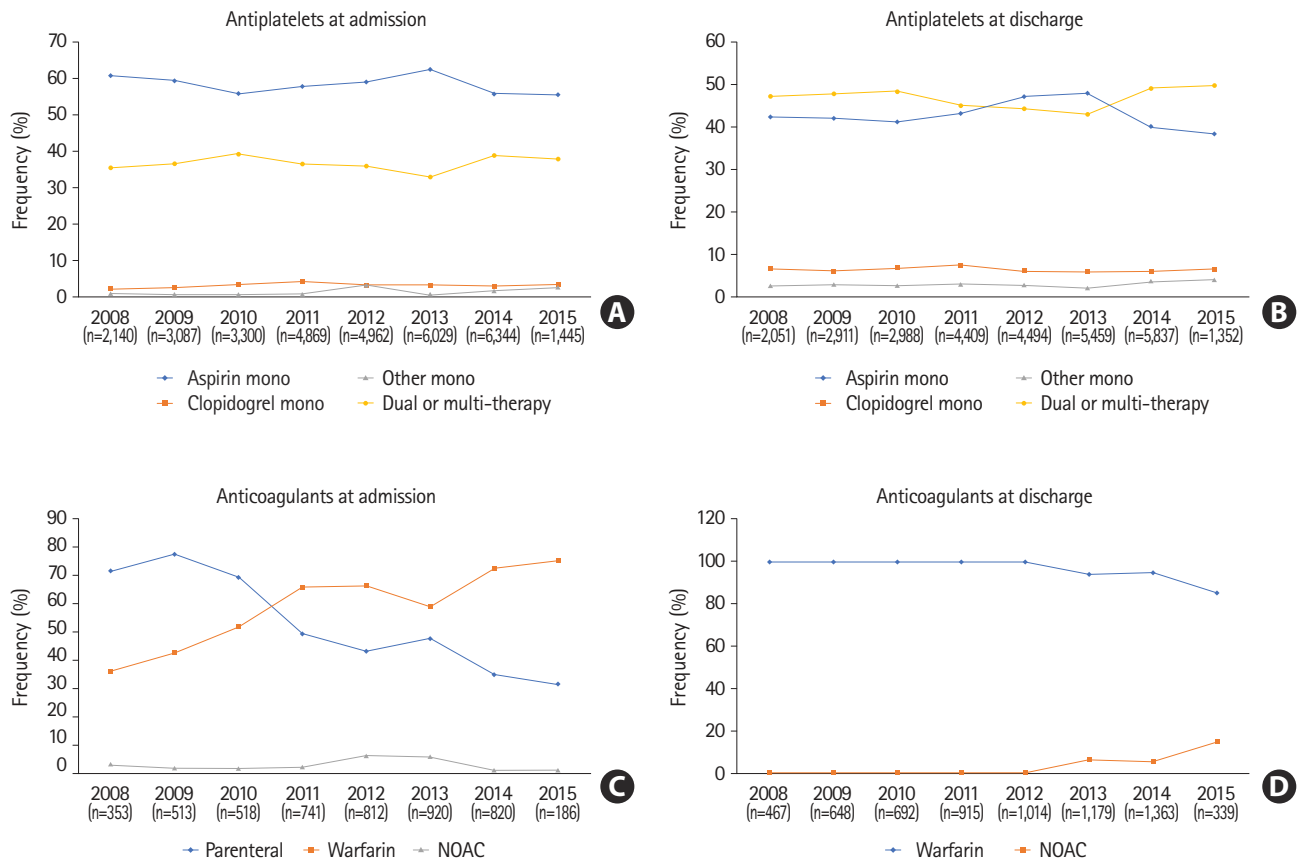 Antiplatelets at admission
70
60
50
40
30
20
10
0
Frequency (%)
2008 2009 2010 2011 2012 2013 2014 2015
(n=2,140) (n=3,087) (n=3,300) (n=4,869) (n=4,962) (n=6,029) (n=6,344) (n=1,445)
Aspirin mono Other mono
Clopidogrel mono Dual or multi-therapy
A
Antiplatelets at discharge
60
50
40
30
20
10
0
Frequency (%)
2008 2009 2010 2011 2012 2013 2014 2015
(n=2,051) (n=2,911) (n=2,988) (n=4,409) (n=4,494) (n=5,459) (n=5,837) (n=1,352)
Aspirin mono Other mono
Clopidogrel mono Dual or multi-therapy
B
Anticoagulants at admission
90
80
70
60
50
40
30
20
10
0
Frequency (%)
2008 2009 2010 2011 2012 2013 2014 2015
(n=353) (n=513) (n=518) (n=741) (n=812) (n=920) (n=820) (n=186)
Parenteral Warfarin NOAC
C
Anticoagulants at discharge
120
100
80
60
40
20
0
Frequency (%)
2008 2009 2010 2011 2012 2013 2014 2015
(n=467) (n=648) (n=692) (n=915) (n=1,014) (n=1,179) (n=1,363) (n=339)
Warfarin NOAC
D